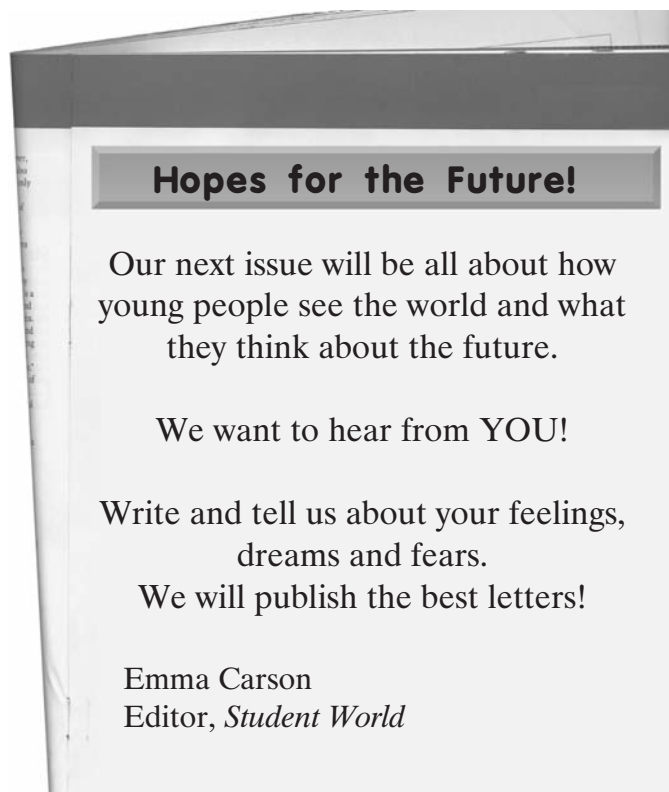 Hopes for the Future!
Our next issue will be all about how
young people see the world and what
they think about the future.
We want to hear from YOU!
Write and tell us about your feelings,
dreams and fears.
We will publish the best letters!
Emma Carson
Editor, Student World